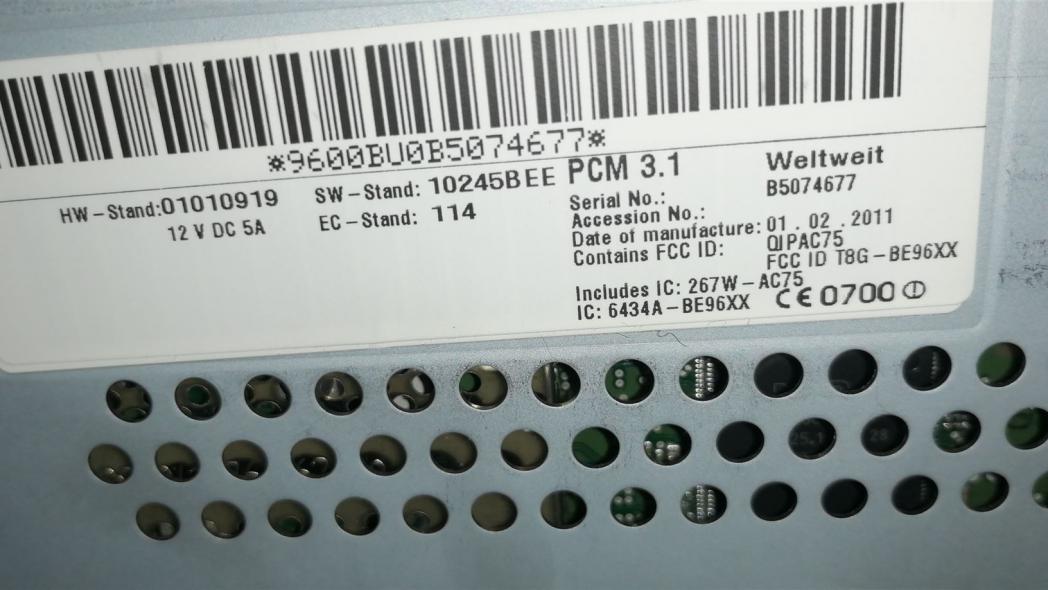 *9600BU0B5074677*
HW-Stand:01010919
12 V DC 5A
SW-Stand: 10245BEE
EC-Stand: 114
PCM 3.1
Weltweit
Serial No.: B5074677
Accession No.:
Date of manufacture: 01 . 02 . 2011
Contains FCC ID: QIPAC75
FCC ID T8G-BE96XX
Includes IC: 267W-AC75
IC: 6434A-BE96XX
CE 0700